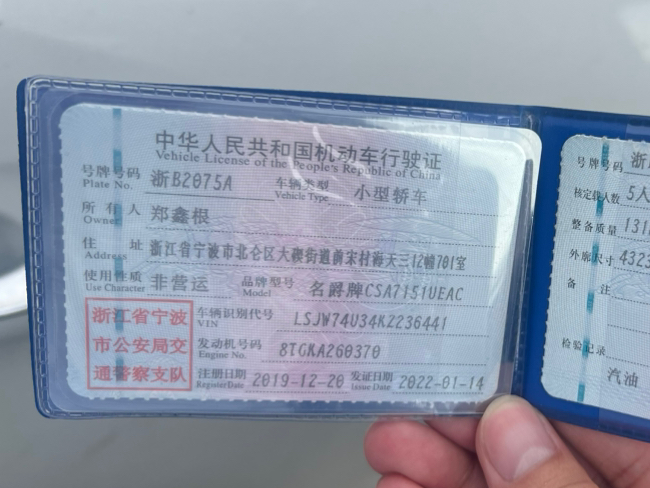 中华人民共和国机动车行驶证
Vehicle License of the People's Republic of China
号牌号码 浙B2075A 车辆类型 小型轿车
Plate No. Vehicle Type
所有人 郑鑫根
Owner
住址 浙江省宁波市北仑区大碶街道前宋村海天三12幢701室
Address
使用性质 非营运 品牌型号 名爵牌CSA7151UEAC
Use Character Model
浙江省宁波
市公安局交
通警察支队
车辆识别代号 LSJW74U34K2236441
VIN
发动机号码 8TGKA260370
Engine No.
注册日期 2019-12-20 发证日期 2022-01-14
Register Date Issue Date
号牌号码 浙
核定载人数 5人
整备质量 131
外廓尺寸 4323
备注
检验记录
汽油